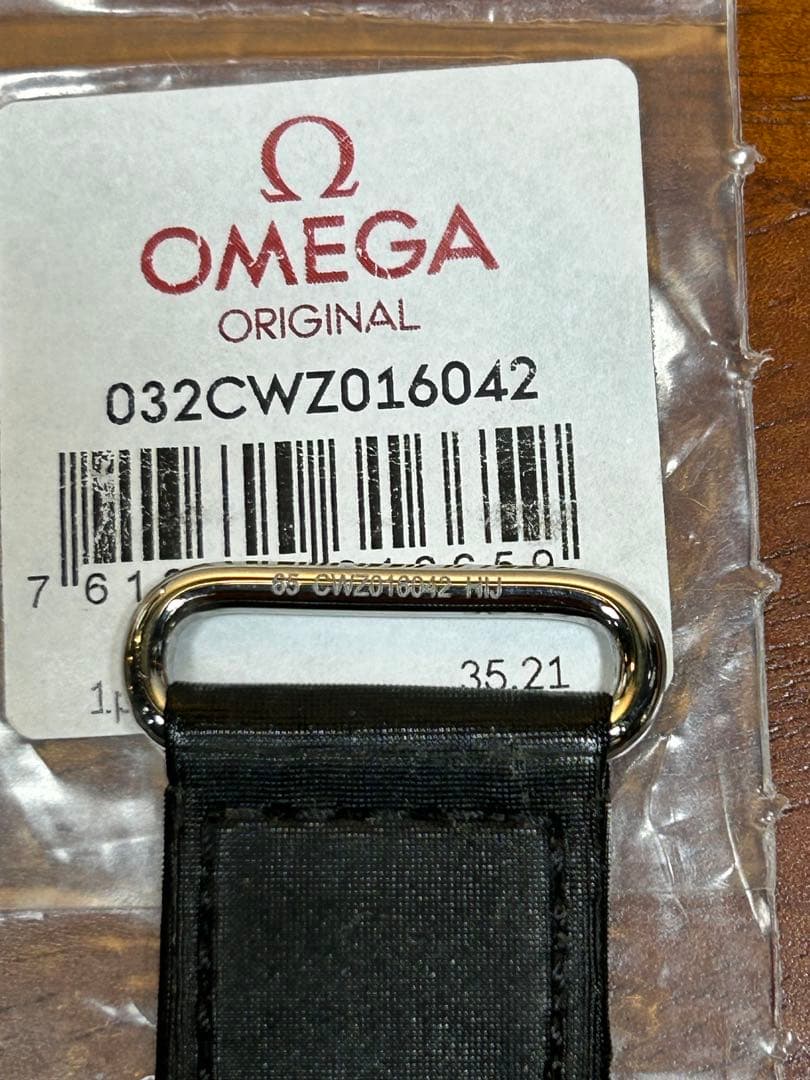 Ω
OMEGA
ORIGINAL
032CWZ016042
65 CWZ016042 HIJ
35.21